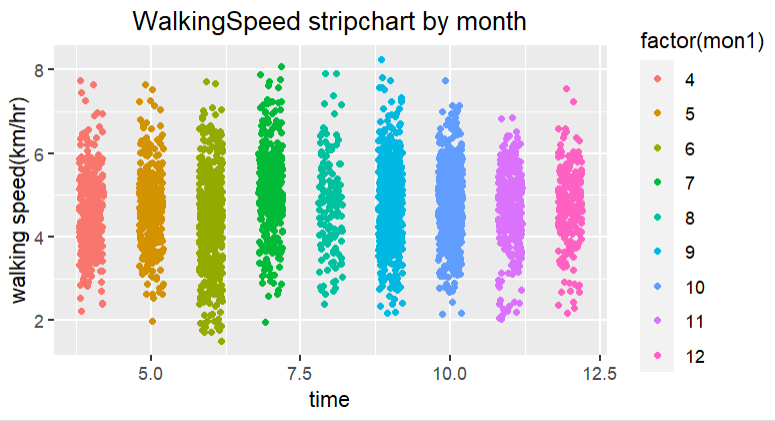 WalkingSpeed stripchart by month
walking speed(km/hr)
8
6
4
2
5.0 7.5 10.0 12.5
time
factor(mon1)
4
5
6
7
8
9
10
11
12